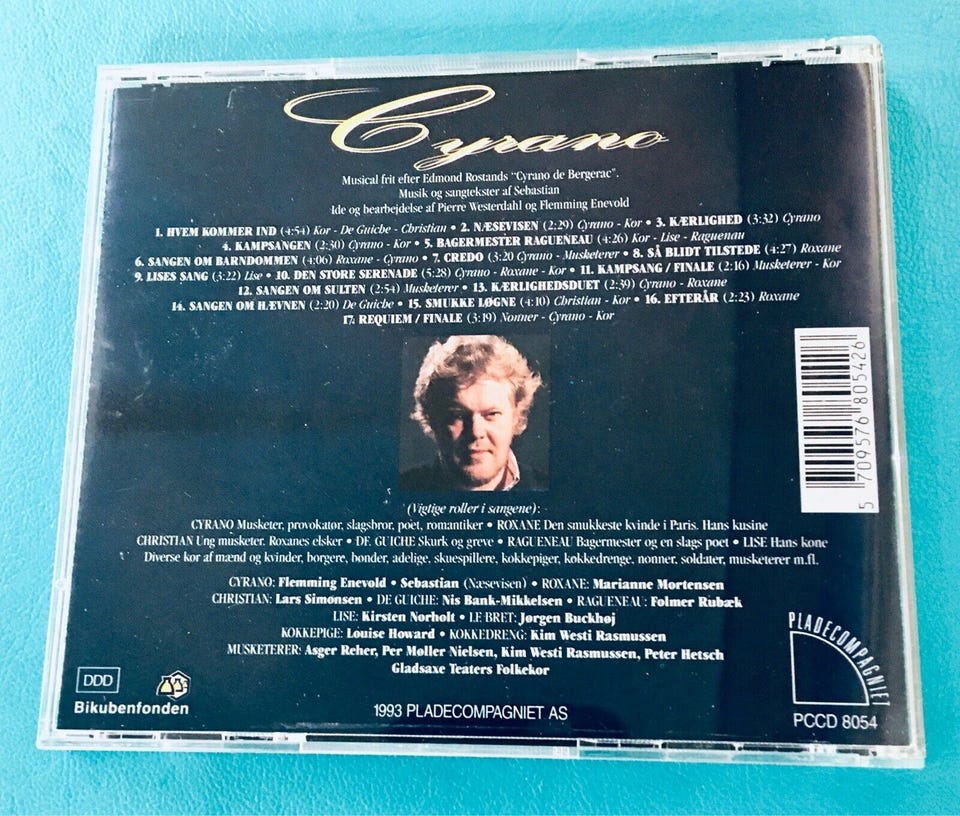 Cyrano
Musical frit efter Edmond Rostands "Cyrano de Bergerac".
Musik og sangtekster af Sebastian
Ide og bearbejdelse af Pierre Westerdahl og Flemming Enevold
1. HVEM KOMMER IND (4:54) Kor - De Guiche - Christian • 2. NÆSEVISEN (2:29) Cyrano - Kor • 3. KÆRLIGHED (3:32) Cyrano
4. KAMPSANGEN (2:30) Cyrano - Kor • 5. BAGERMESTER RAGUENEAU (4:26) Kor - Lise - Raguenau
6. SANGEN OM BARNDOMMEN (4:06) Roxane - Cyrano • 7. CREDO (3:20 Cyrano - Musketerer • 8. SÅ BLIDT TILSTEDE (4:27) Roxane
9. LISES SANG (3:22) Lise • 10. DEN STORE SERENADE (5:28) Cyrano - Roxane - Kor • 11. KAMPSANG / FINALE (2:16) Musketerer - Kor
12. SANGEN OM SULTEN (2:54) Musketerer • 13. KÆRLIGHEDSDUET (2:39) Cyrano - Roxane
14. SANGEN OM HÆVNEN (2:20) De Guiche • 15. SMUKKE LØGNE (4:10) Christian - Kor • 16. EFTERÅR (2:23) Roxane
17. REQUIEM / FINALE (3:19) Nonner - Cyrano - Kor
(Vigtige roller i sangene):
CYRANO Musketer, provokatør, slagsbror, poet, romantiker • ROXANE Den smukkeste kvinde i Paris. Hans kusine
CHRISTIAN Ung musketer. Roxanes elsker • DE GUICHE Skurk og greve • RAGUENEAU Bagermester og en slags poet • LISE Hans kone
Diverse kor af mænd og kvinder, borgere, bønder, adelige, skuespillere, kokkepiger, kokkedrenge, nonner, soldater, musketerer m.fl.
CYRANO: Flemming Enevold • Sebastian (Næsevisen) • ROXANE: Marianne Mortensen
CHRISTIAN: Lars Simonsen • DE GUICHE: Nis Bank-Mikkelsen • RAGUENEAU: Folmer Rubæk
LISE: Kirsten Norholt • LE BRET: Jørgen Buckhøj
KOKKEPIGE: Louise Howard • KOKKEDRENG: Kim Westi Rasmussen
MUSKETERER: Asger Reher, Per Møller Nielsen, Kim Westi Rasmussen, Peter Hetsch
Gladsaxe Teaters Folkekor
DDD
Bikubenfonden
1993 PLADECOMPAGNIET AS
PLADECOMPAGNIET
PCCD 8054
5 709576 805426